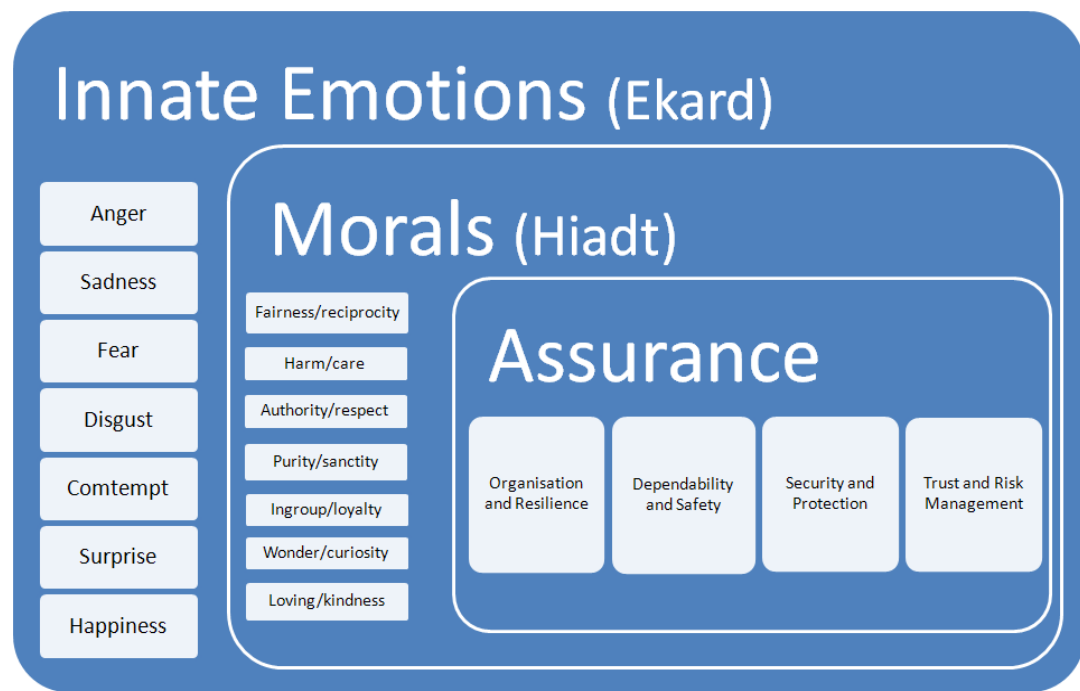 Innate Emotions (Ekard)
Anger
Sadness
Fear
Disgust
Comtempt
Surprise
Happiness
Morals (Hiadt)
Fairness/reciprocity
Harm/care
Authority/respect
Purity/sanctity
Ingroup/loyalty
Wonder/curiosity
Loving/kindness
Assurance
Organisation
and Resilience
Dependability
and Safety
Security and
Protection
Trust and Risk
Management